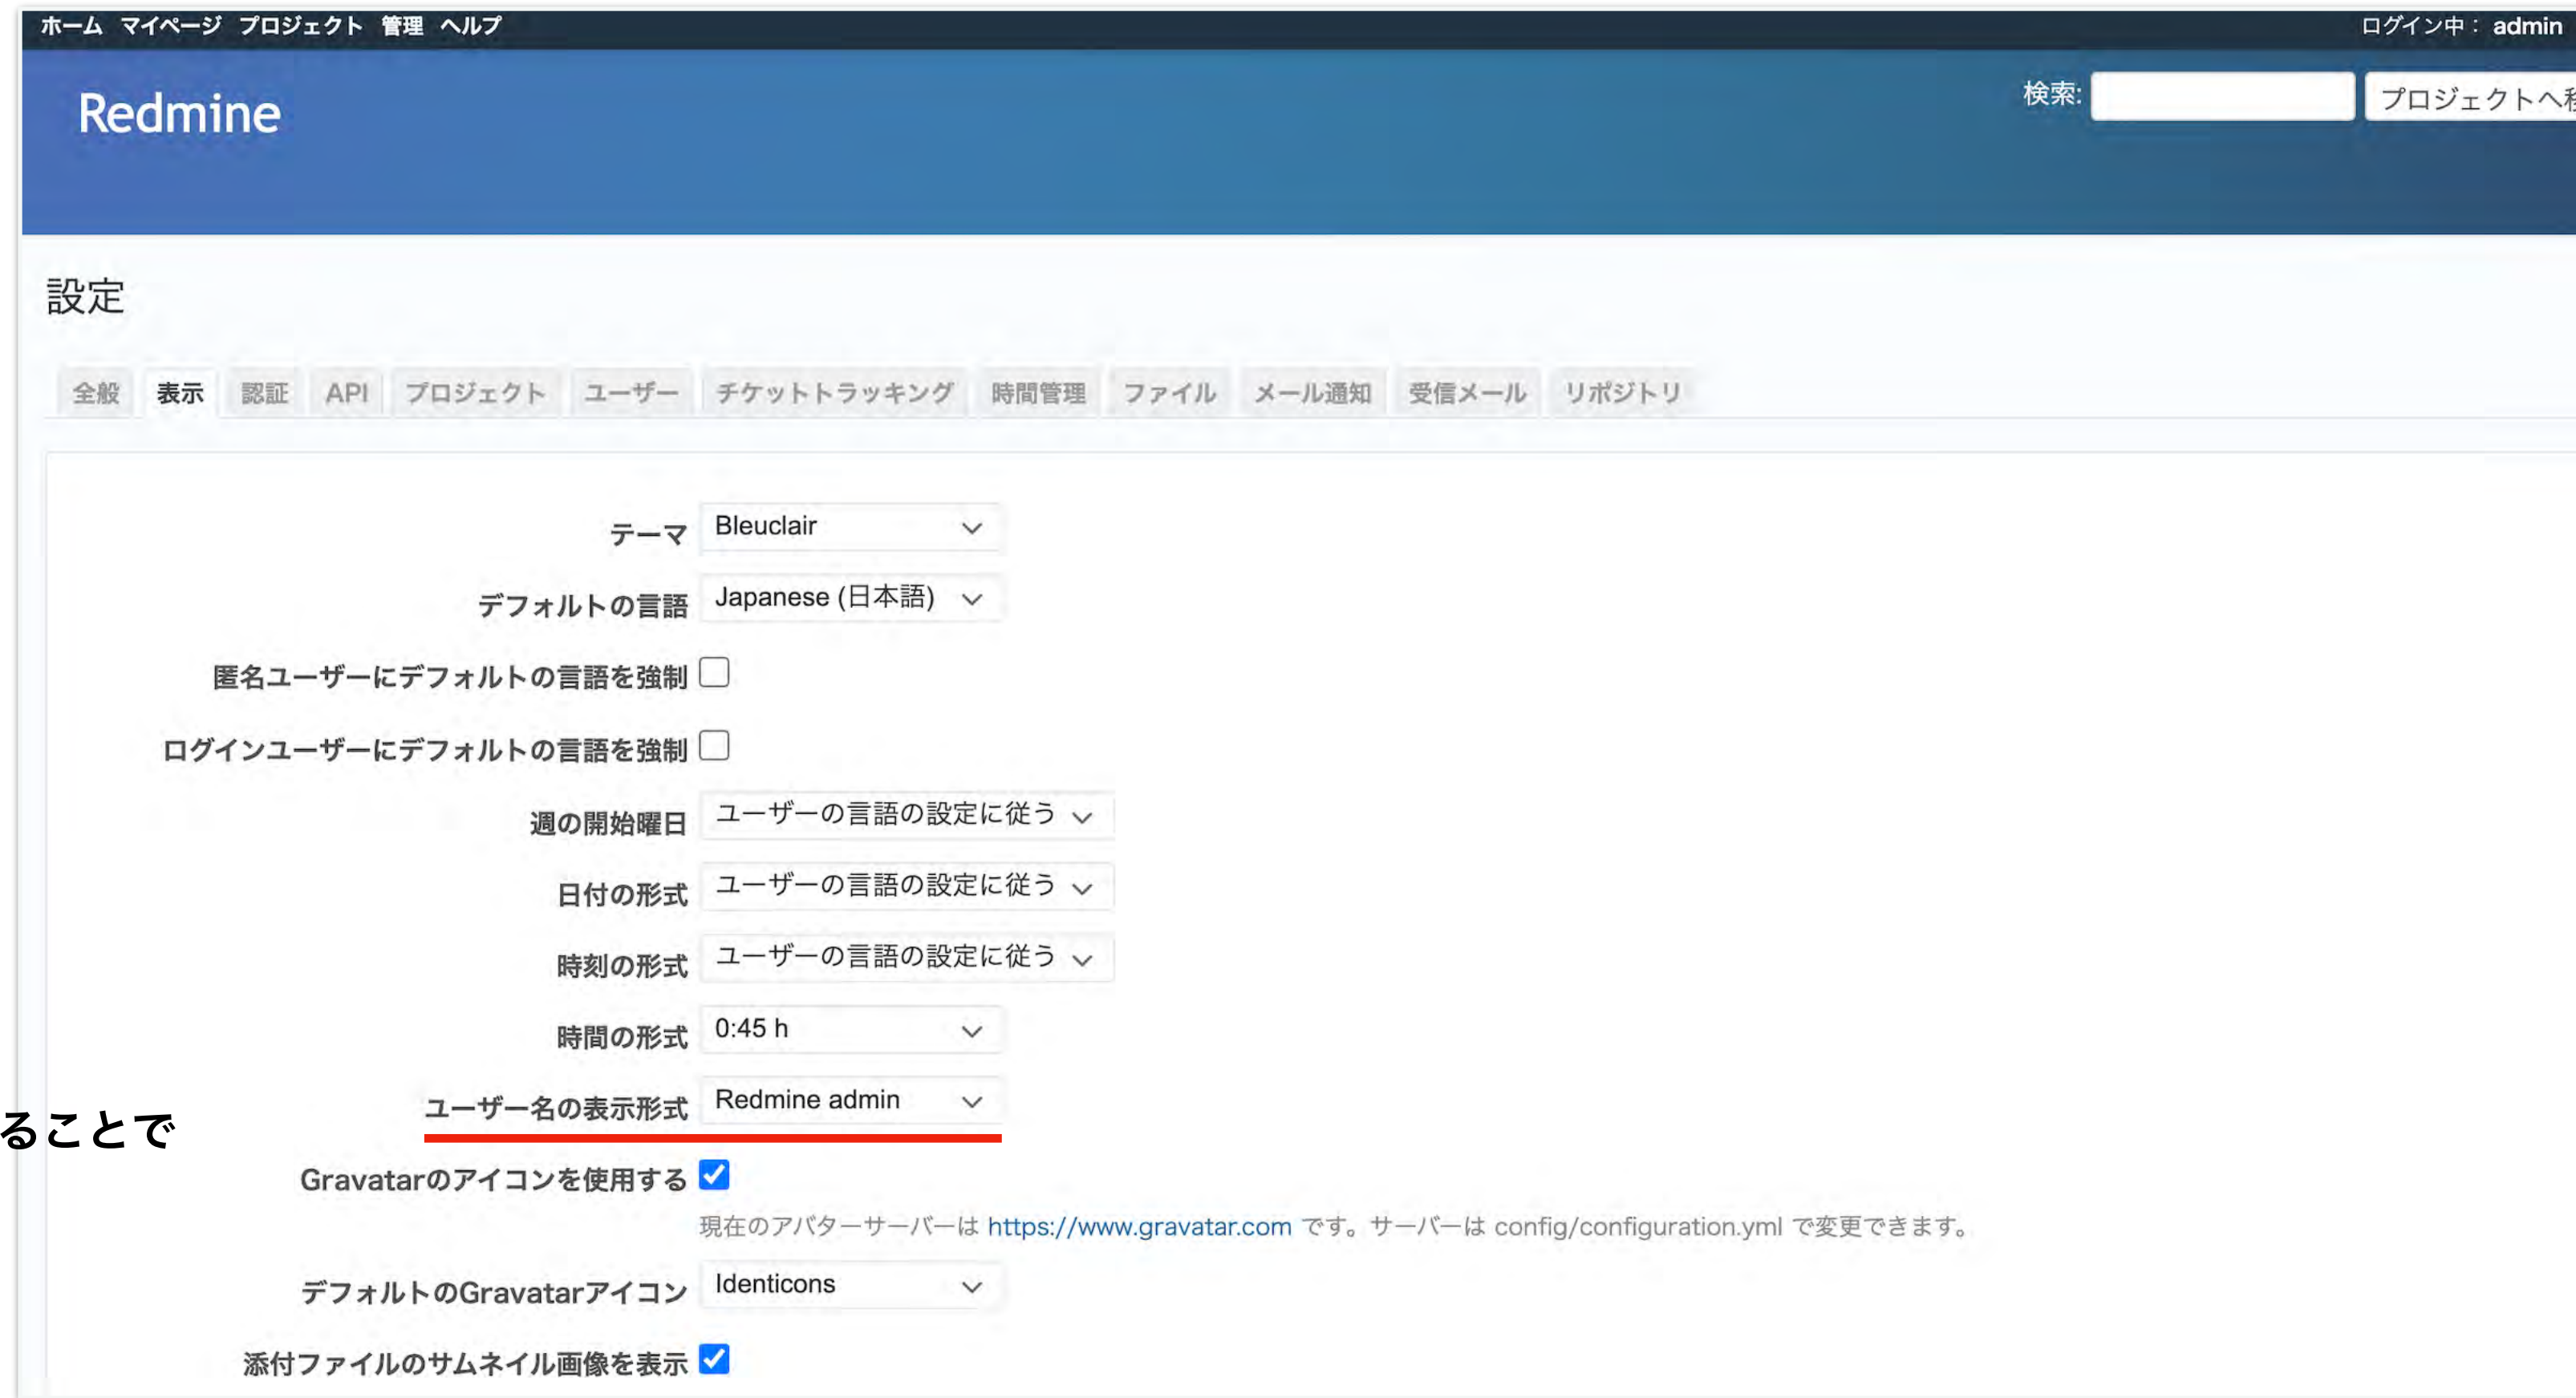 ホーム マイページ プロジェクト 管理 ヘルプ ログイン中： admin
Redmine 検索: プロジェクトへ移
設定
全般 表示 認証 API プロジェクト ユーザー チケットトラッキング 時間管理 ファイル メール通知 受信メール リポジトリ
テーマ Bleuclair
デフォルトの言語 Japanese (日本語)
匿名ユーザーにデフォルトの言語を強制
ログインユーザーにデフォルトの言語を強制
週の開始曜日 ユーザーの言語の設定に従う
日付の形式 ユーザーの言語の設定に従う
時刻の形式 ユーザーの言語の設定に従う
時間の形式 0:45 h
ユーザー名の表示形式 Redmine admin
ることで
Gravatarのアイコンを使用する
現在のアバターサーバーは https://www.gravatar.com です。サーバーは config/configuration.yml で変更できます。
デフォルトのGravatarアイコン Identicons
添付ファイルのサムネイル画像を表示